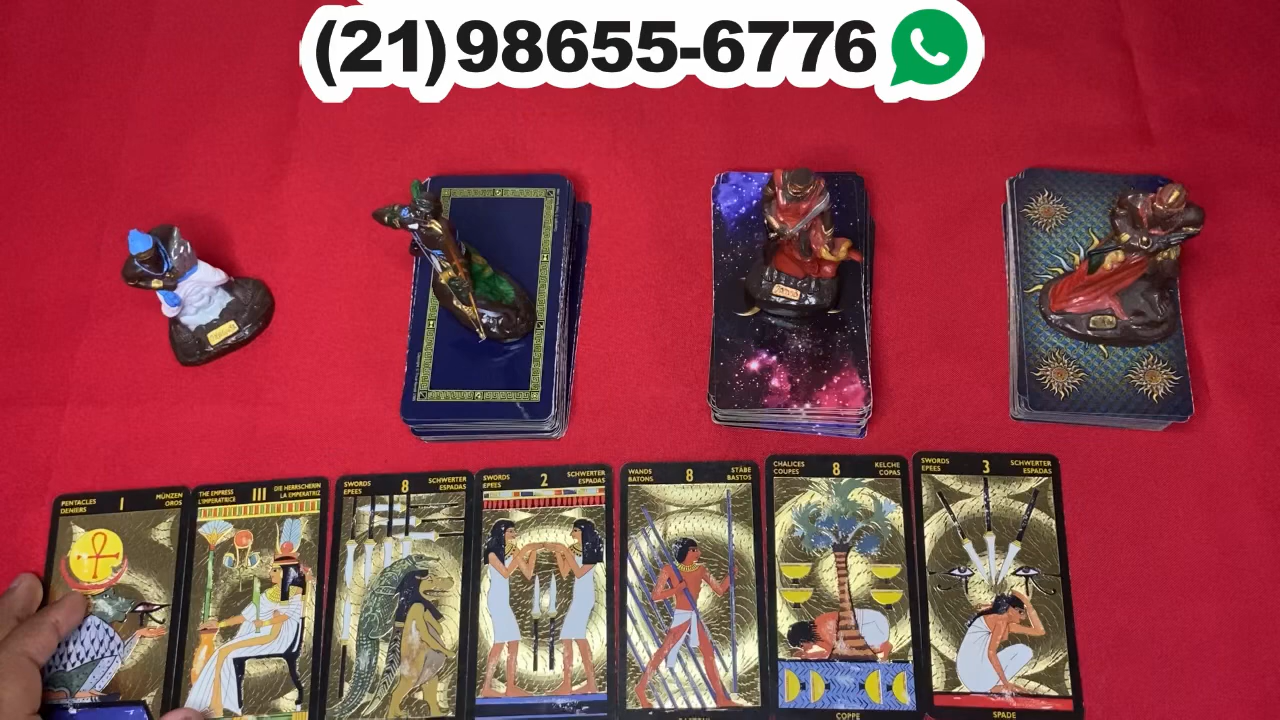 (21)98655-6776
PENTACLES DENIERS I MÜNZEN OROS
THE EMPRESS L'IMPERATRICE III DIE HERRSCHERIN LA EMPERATRIZ
SWORDS EPEES 8 SCHWERTER ESPADAS
SWORDS EPEES 2 SCHWERTER ESPADAS
WANDS BATONS 8 STÄBE BASTOS
CHALICES COUPES 8 KELCHE COPAS
SWORDS EPEES 3 SCHWERTER ESPADAS
COPPE
SPADE